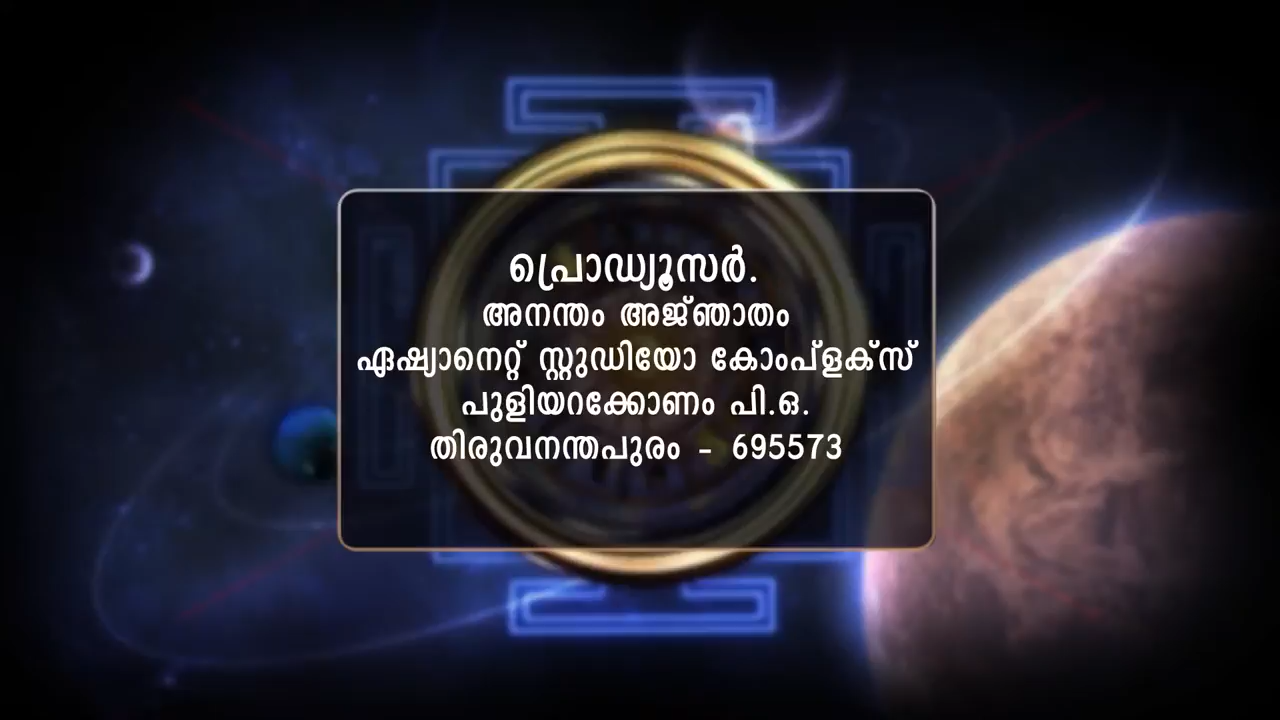 പ്രൊഡ്യൂസർ.
അനന്തം അജ്ഞാതം
ഏഷ്യാനെറ്റ് സ്റ്റുഡിയോ കോംപ്ളക്സ്
പുളിയറക്കോണം പി.ഒ.
തിരുവനന്തപുരം - 695573